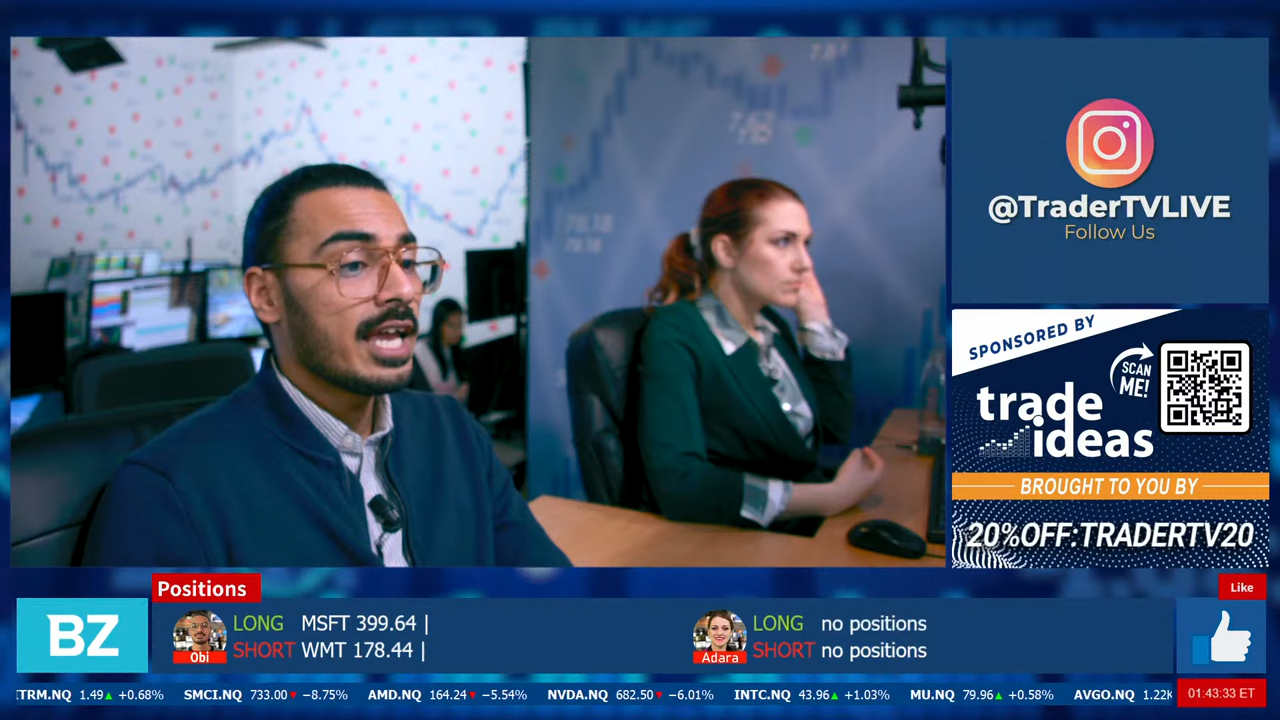 @TraderTVLIVE
Follow Us
SPONSORED BY
SCAN
ME!
trade
ideas
BROUGHT TO YOU BY
20%OFF:TRADERTV20
Positions
Like
BZ
Obi
LONG MSFT 399.64 |
SHORT WMT 178.44 |
Adara
LONG no positions
SHORT no positions
TRM.NQ 1.49▲ +0.68% SMCI.NQ 733.00▼ −8.75% AMD.NQ 164.24▼ −5.54% NVDA.NQ 682.50▼ −6.01% INTC.NQ 43.96▲ +1.03% MU.NQ 79.96▲ +0.58% AVGO.NQ 1.22K
01:43:33 ET